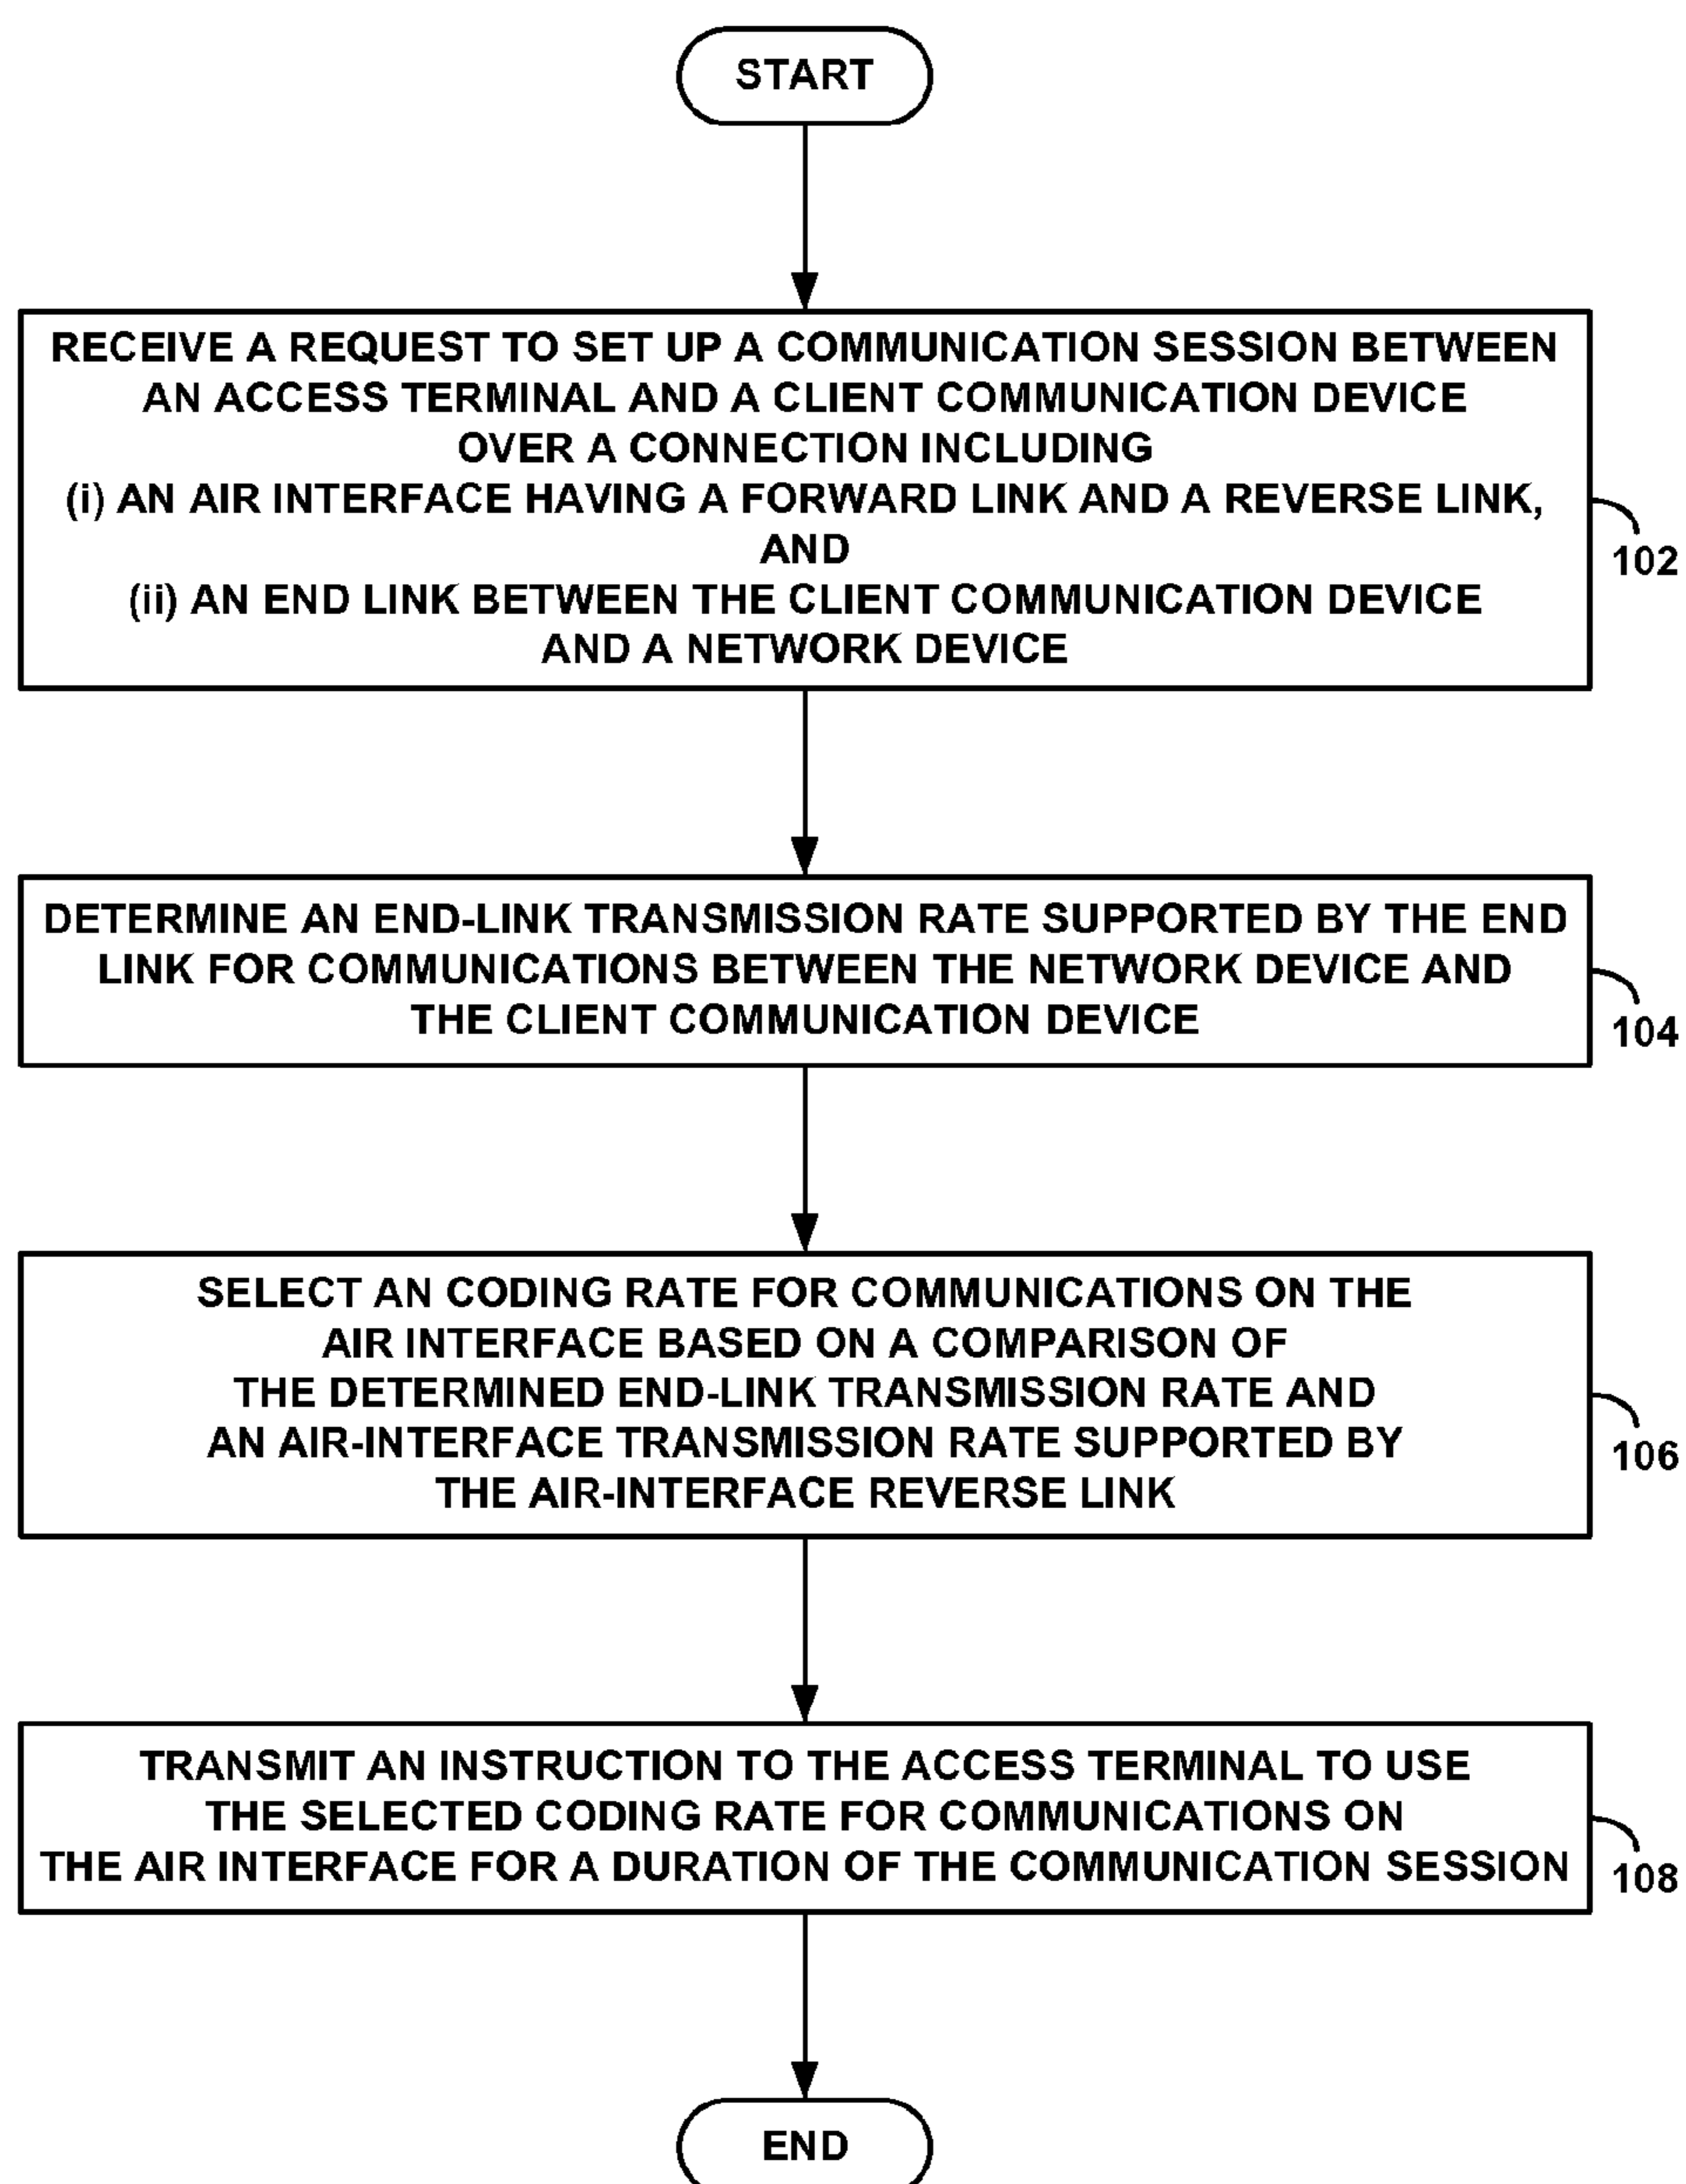 START
RECEIVE A REQUEST TO SET UP A COMMUNICATION SESSION BETWEEN
AN ACCESS TERMINAL AND A CLIENT COMMUNICATION DEVICE
OVER A CONNECTION INCLUDING
(i) AN AIR INTERFACE HAVING A FORWARD LINK AND A REVERSE LINK,
AND
(ii) AN END LINK BETWEEN THE CLIENT COMMUNICATION DEVICE
AND A NETWORK DEVICE
102
DETERMINE AN END-LINK TRANSMISSION RATE SUPPORTED BY THE END
LINK FOR COMMUNICATIONS BETWEEN THE NETWORK DEVICE AND
THE CLIENT COMMUNICATION DEVICE
104
SELECT AN CODING RATE FOR COMMUNICATIONS ON THE
AIR INTERFACE BASED ON A COMPARISON OF
THE DETERMINED END-LINK TRANSMISSION RATE AND
AN AIR-INTERFACE TRANSMISSION RATE SUPPORTED BY
THE AIR-INTERFACE REVERSE LINK
106
TRANSMIT AN INSTRUCTION TO THE ACCESS TERMINAL TO USE
THE SELECTED CODING RATE FOR COMMUNICATIONS ON
THE AIR INTERFACE FOR A DURATION OF THE COMMUNICATION SESSION
108
END